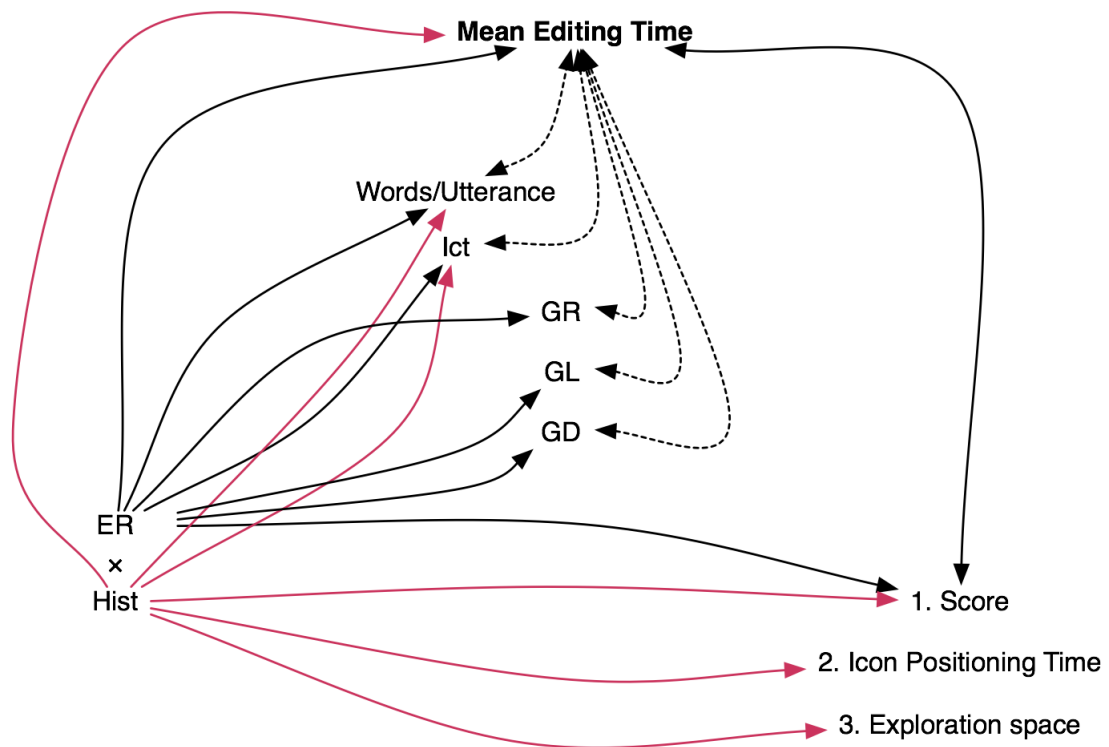 Mean Editing Time
Words/Utterance
Ict
GR
GL
GD
ER
×
Hist
1. Score
2. Icon Positioning Time
3. Exploration space